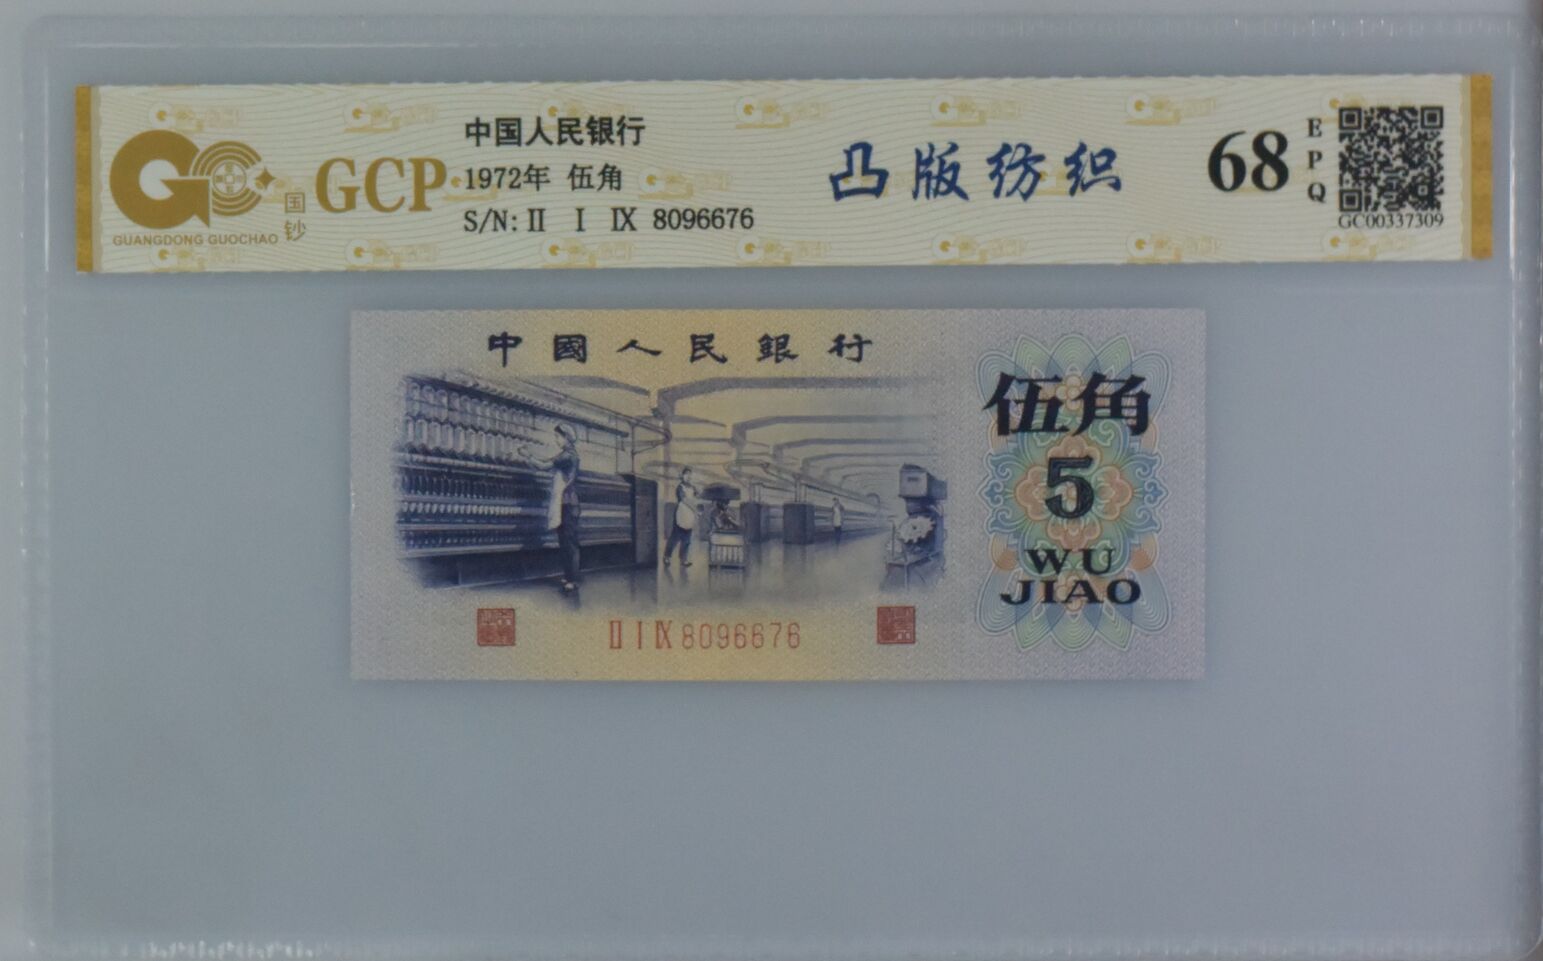 中国人民银行
GCP
国钞
GUANGDONG GUOCHAO
1972年 伍角
S/N: II I IX 8096676
凸版纺织
68
EPQ
GC00337309
中國人民銀行
伍角
5
WU
JIAO
II I IX 8096676